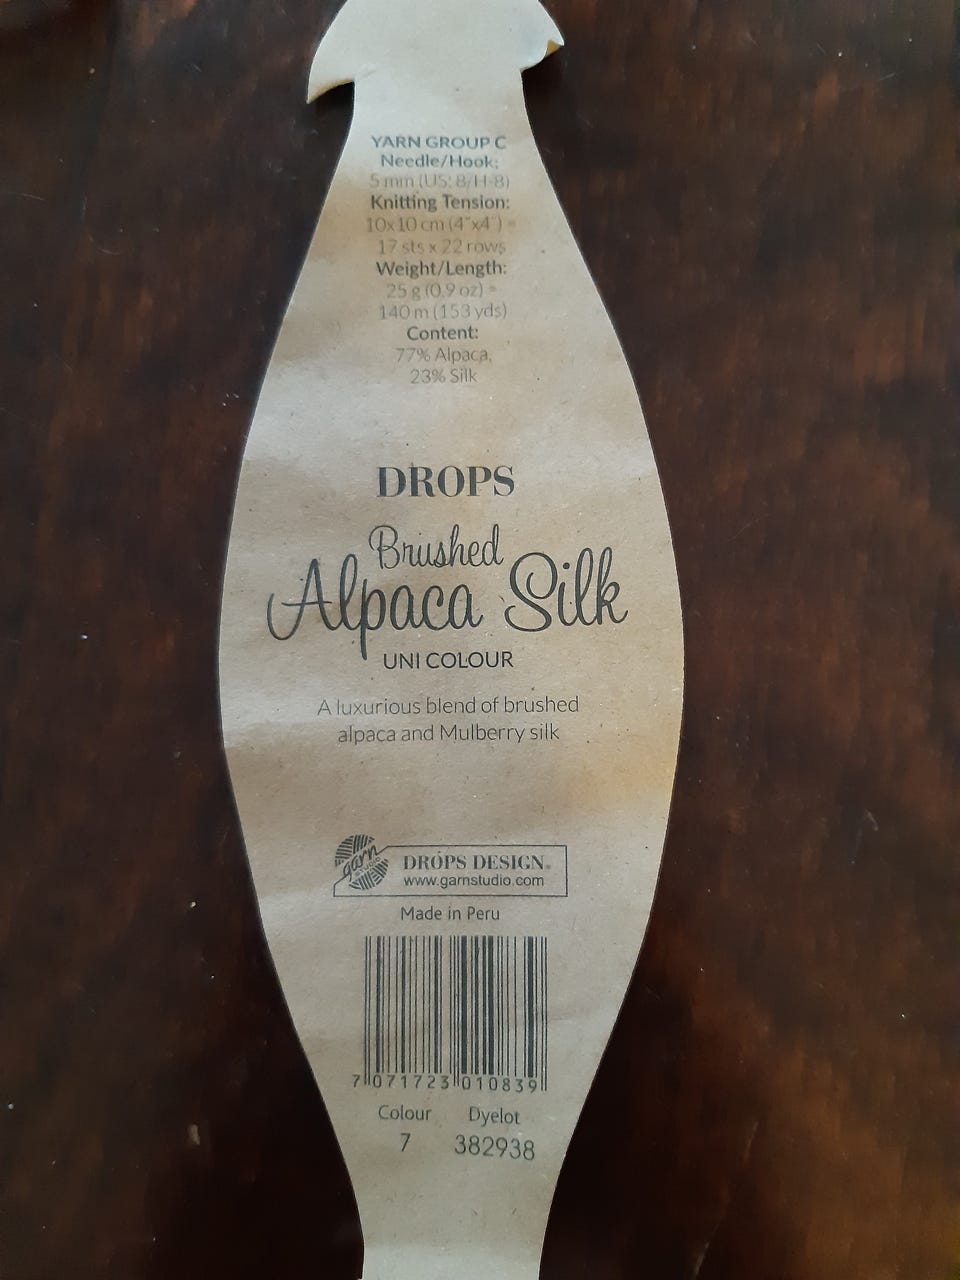 YARN GROUP C
Needle/Hook:
5 mm (US: 8/H-8)
Knitting Tension:
10x10 cm (4"x4") =
17 sts x 22 rows
Weight/Length:
25 g (0.9 oz) =
140 m (153 yds)
Content:
77% Alpaca,
23% Silk
DROPS
Brushed
Alpaca Silk
UNI COLOUR
A luxurious blend of brushed
alpaca and Mulberry silk
garn
STUDIO
DROPS DESIGN®
www.garnstudio.com
Made in Peru
7 071723 010839
Colour Dyelot
7 382938